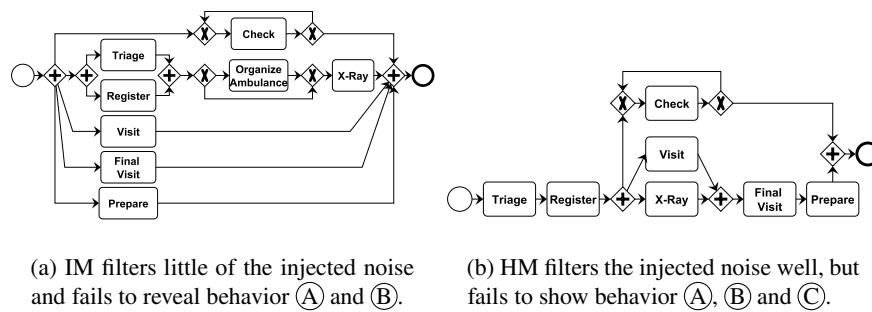 Check
Triage
Organize
Ambulance
X-Ray
Register
Visit
Final
Visit
Prepare
Check
Visit
Triage
Register
X-Ray
Final
Visit
Prepare
(a) IM filters little of the injected noise
and fails to reveal behavior Ⓐ and Ⓑ.
(b) HM filters the injected noise well, but
fails to show behavior Ⓐ, Ⓑ and Ⓒ.